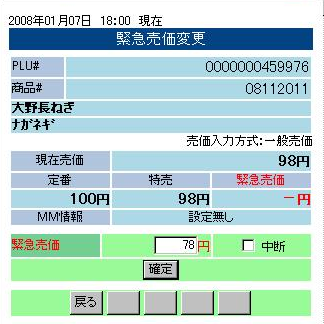 2008年01月07日 18:00 現在
緊急売価変更
PLU# 0000000459976
商品# 08112011
大野長ねぎ
ﾅｶﾞﾈｷﾞ
売価入力方式:一般売価
現在売価 98円
定番 特売 緊急売価
100円 98円 －円
MM情報 設定無し
緊急売価 78 円 中断
確定
戻る